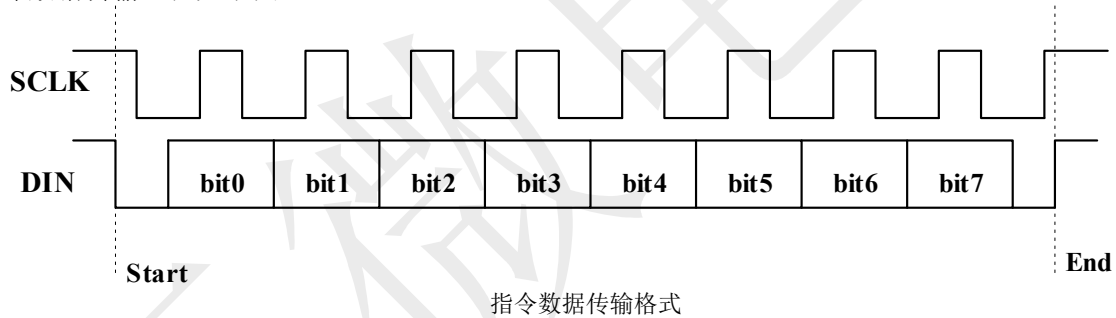 SCLK
DIN bit0 bit1 bit2 bit3 bit4 bit5 bit6 bit7
Start
End
指令数据传输格式